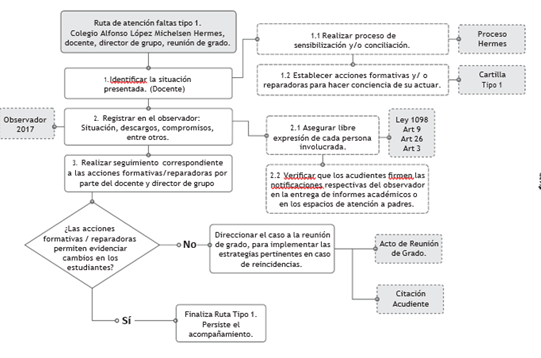 Ruta de atención faltas tipo 1.
Colegio Alfonso López Michelsen Hermes,
docente, director de grupo, reunión de grado.
1.1 Realizar proceso de
sensibilización y/o conciliación.
Proceso
Hermes
1.Identificar la situación
presentada. (Docente)
1.2 Establecer acciones formativas y/ o
reparadoras para hacer conciencia de su actuar.
Cartilla
Tipo 1
Observador
2017
2. Registrar en el observador:
Situación, descargos, compromisos,
entre otros.
2.1 Asegurar libre
expresión de cada persona
involucrada.
Ley 1098
Art 9
Art 26
Art 3
3. Realizar seguimiento correspondiente
a las acciones formativas/reparadoras por
parte del docente y director de grupo
2.2 Verificar que los acudientes firmen las
notificaciones respectivas del observador
en la entrega de informes académicos o
en los espacios de atención a padres.
¿Las acciones
formativas / reparadoras
permiten evidenciar
cambios en los
estudiantes?
No
Direccionar el caso a la reunión
de grado, para implementar las
estrategias pertinentes en caso
de reincidencias.
Acto de Reunión
de Grado.
Citación
Acudiente
Sí
Finaliza Ruta Tipo 1.
Persiste el
acompañamiento.